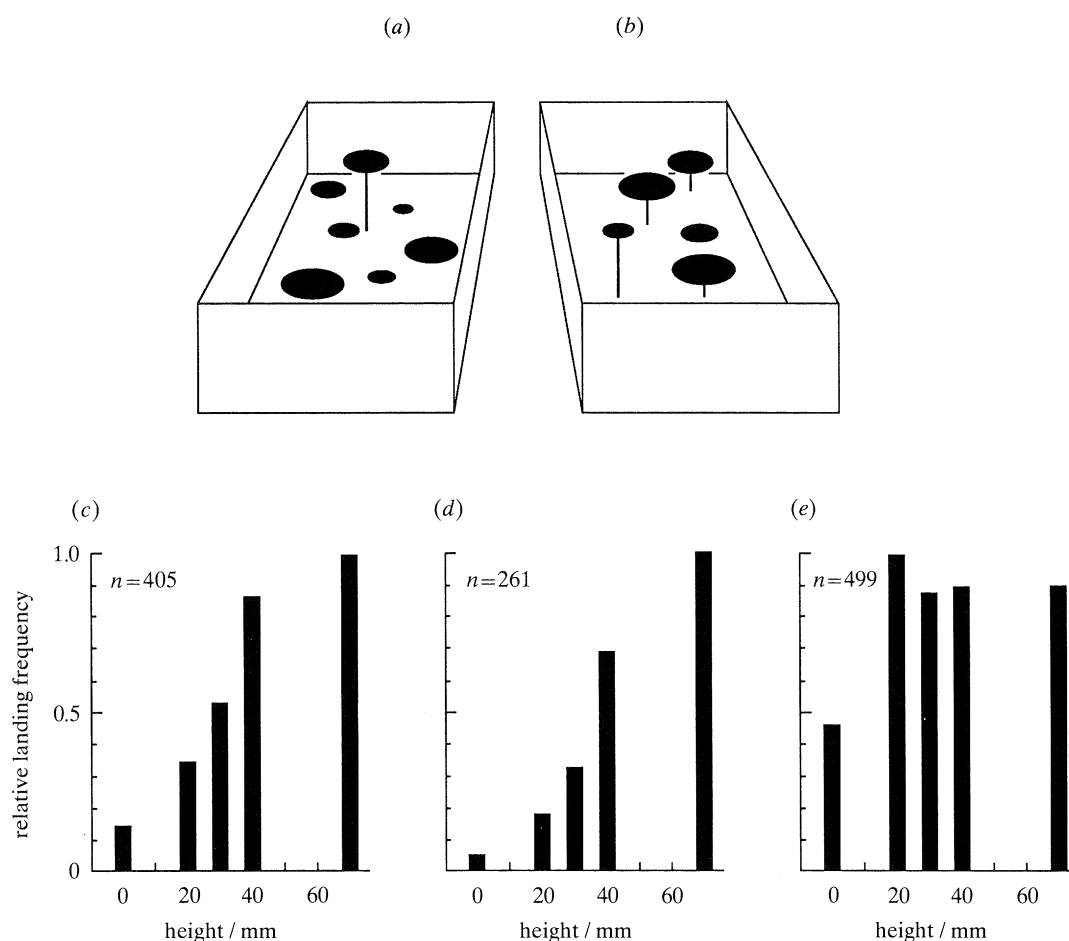 (a) (b)
(c) (d) (e)
relative landing frequency
1.0
0.5
0
n=405
n=261
n=499
0 20 40 60
0 20 40 60
0 20 40 60
height / mm
height / mm
height / mm